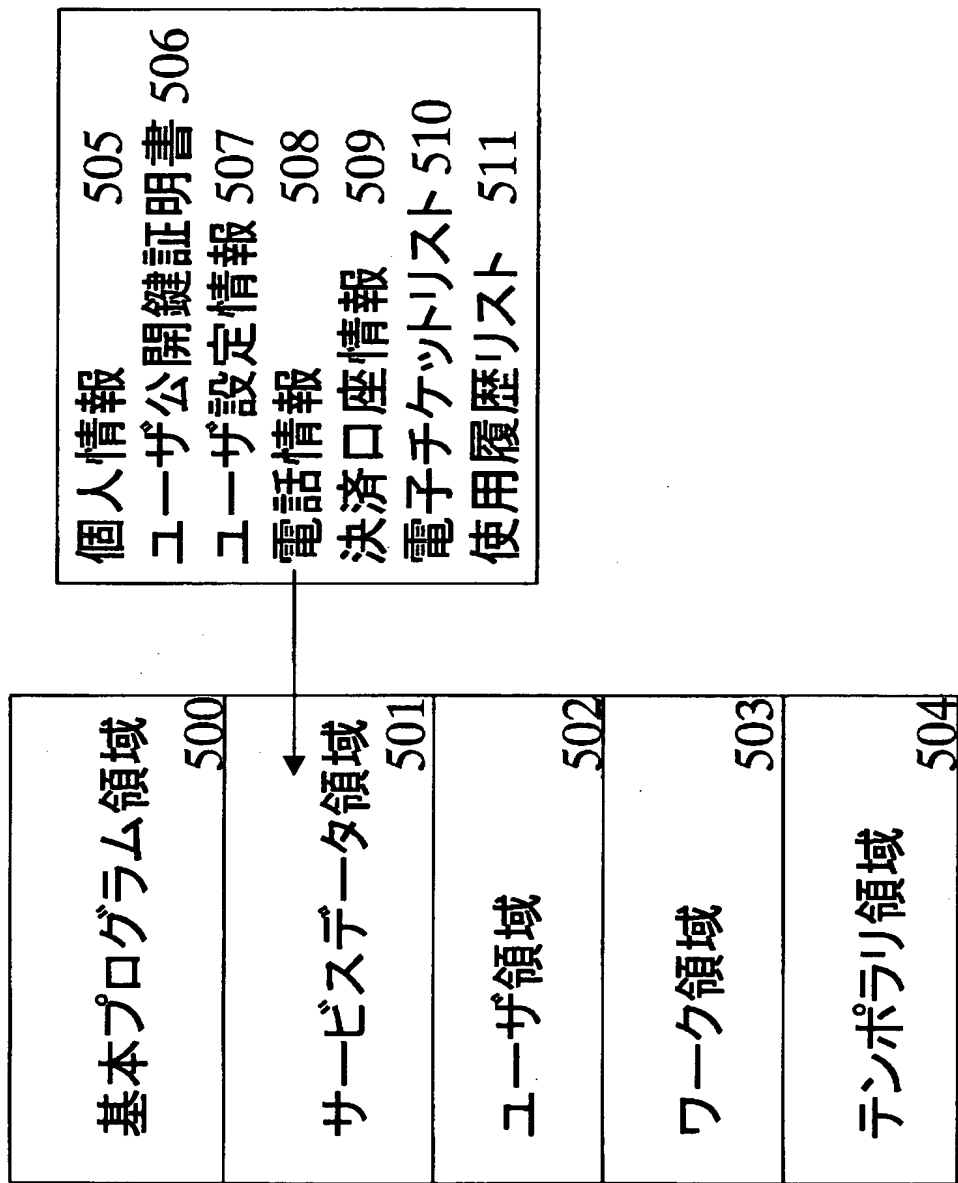 基本プログラム領域
500
サービスデータ領域
501
ユーザ領域
502
ワーク領域
503
テンポラリ領域
504
個人情報 505
ユーザ公開鍵証明書 506
ユーザ設定情報 507
電話情報 508
決済口座情報 509
電子チケットリスト 510
使用履歴リスト 511